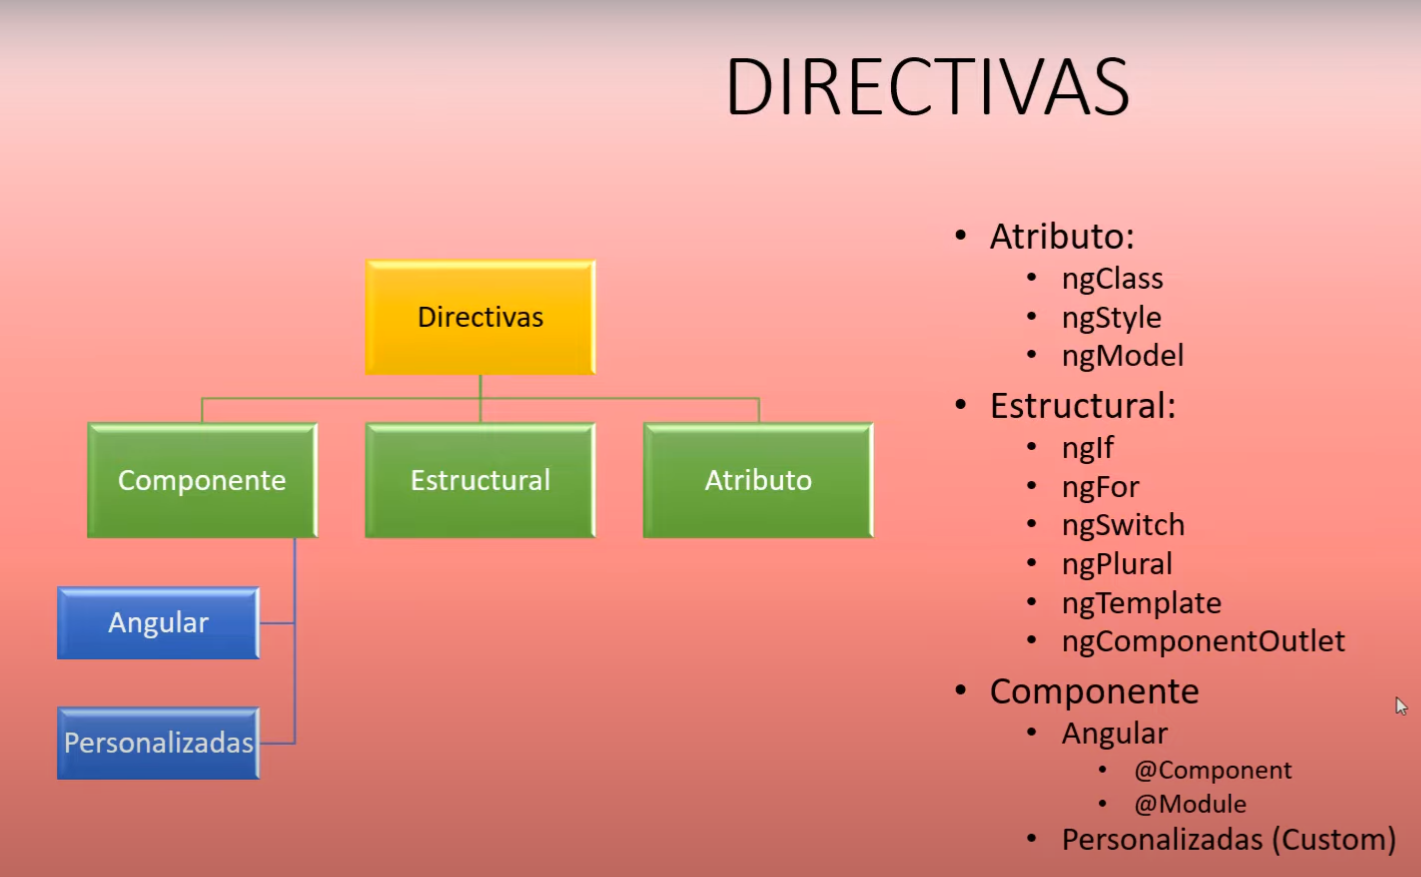 DIRECTIVAS
Directivas
Componente
Estructural
Atributo
Angular
Personalizadas
• Atributo:
• ngClass
• ngStyle
• ngModel
• Estructural:
• ngIf
• ngFor
• ngSwitch
• ngPlural
• ngTemplate
• ngComponentOutlet
• Componente
• Angular
• @Component
• @Module
• Personalizadas (Custom)